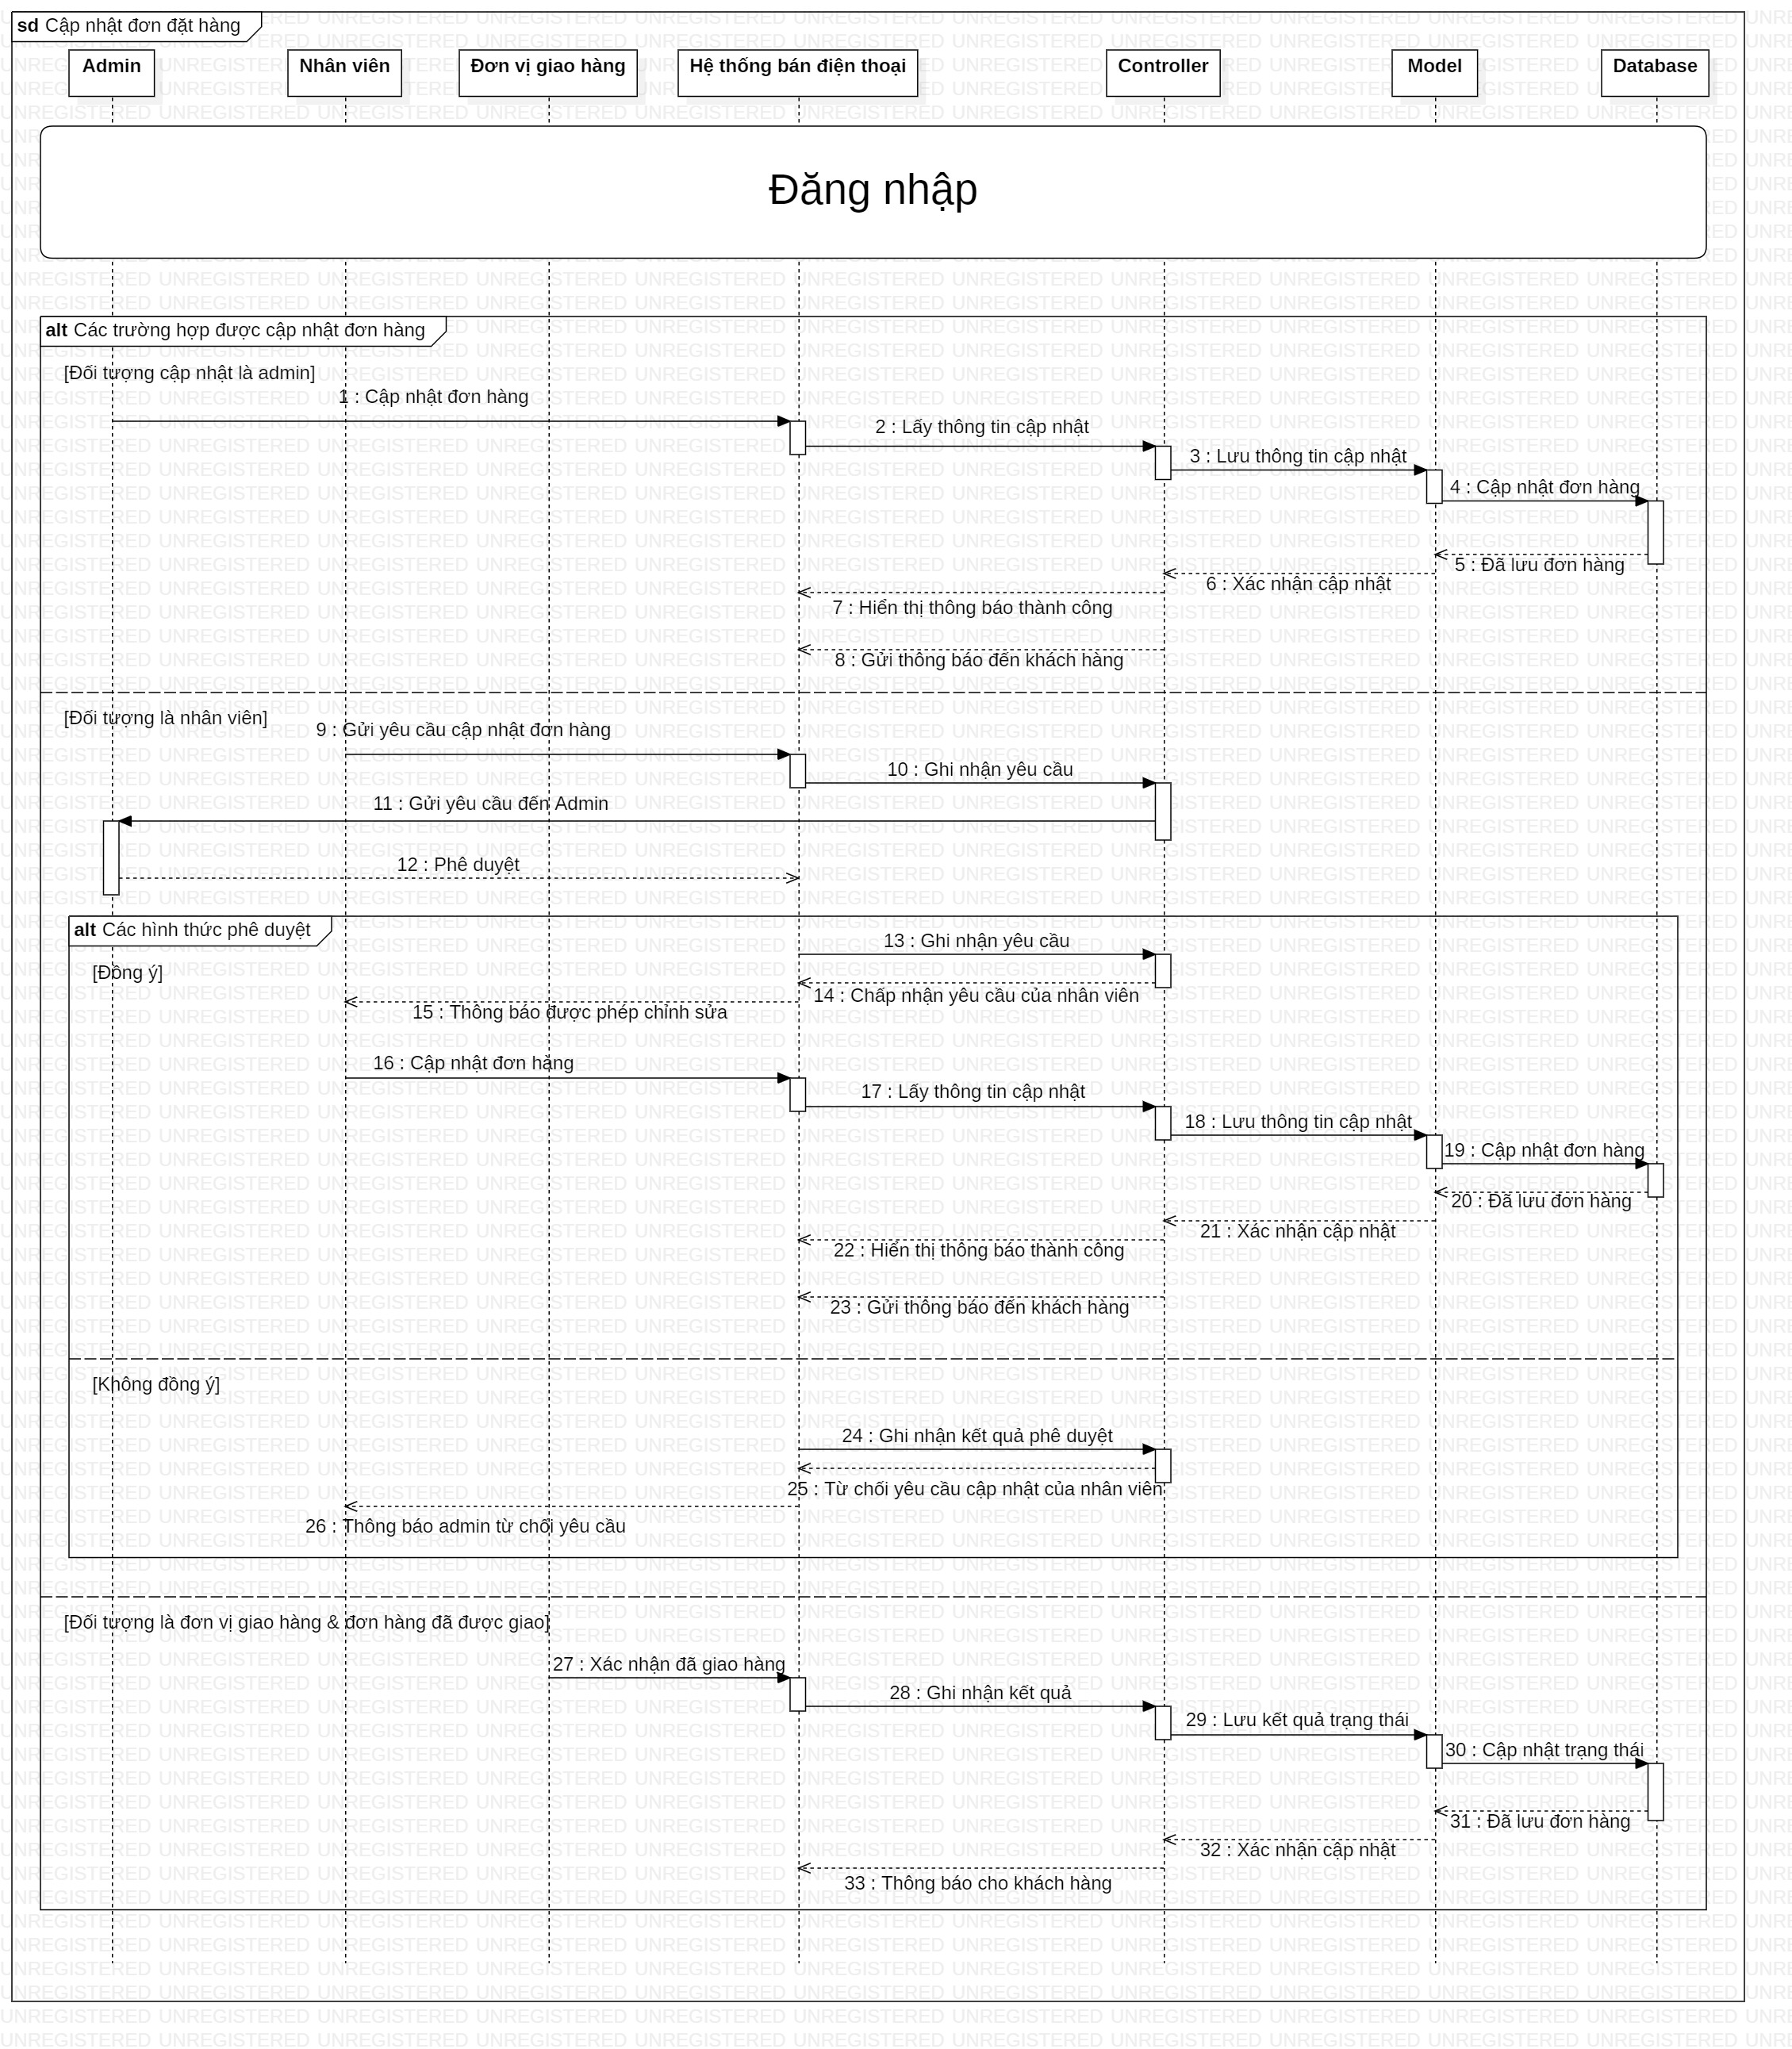 sd Cập nhật đơn đặt hàng
Admin
Nhân viên
Đơn vị giao hàng
Hệ thống bán điện thoại
Controller
Model
Database
Đăng nhập
alt Các trường hợp được cập nhật đơn hàng
[Đối tượng cập nhật là admin]
1 : Cập nhật đơn hàng
2 : Lấy thông tin cập nhật
3 : Lưu thông tin cập nhật
4 : Cập nhật đơn hàng
5 : Đã lưu đơn hàng
6 : Xác nhận cập nhật
7 : Hiển thị thông báo thành công
8 : Gửi thông báo đến khách hàng
[Đối tượng là nhân viên]
9 : Gửi yêu cầu cập nhật đơn hàng
10 : Ghi nhận yêu cầu
11 : Gửi yêu cầu đến Admin
12 : Phê duyệt
alt Các hình thức phê duyệt
[Đồng ý]
13 : Ghi nhận yêu cầu
14 : Chấp nhận yêu cầu của nhân viên
15 : Thông báo được phép chỉnh sửa
16 : Cập nhật đơn hàng
17 : Lấy thông tin cập nhật
18 : Lưu thông tin cập nhật
19 : Cập nhật đơn hàng
20 : Đã lưu đơn hàng
21 : Xác nhận cập nhật
22 : Hiển thị thông báo thành công
23 : Gửi thông báo đến khách hàng
[Không đồng ý]
24 : Ghi nhận kết quả phê duyệt
25 : Từ chối yêu cầu cập nhật của nhân viên
26 : Thông báo admin từ chối yêu cầu
[Đối tượng là đơn vị giao hàng & đơn hàng đã được giao]
27 : Xác nhận đã giao hàng
28 : Ghi nhận kết quả
29 : Lưu kết quả trạng thái
30 : Cập nhật trạng thái
31 : Đã lưu đơn hàng
32 : Xác nhận cập nhật
33 : Thông báo cho khách hàng
UNREGISTERED